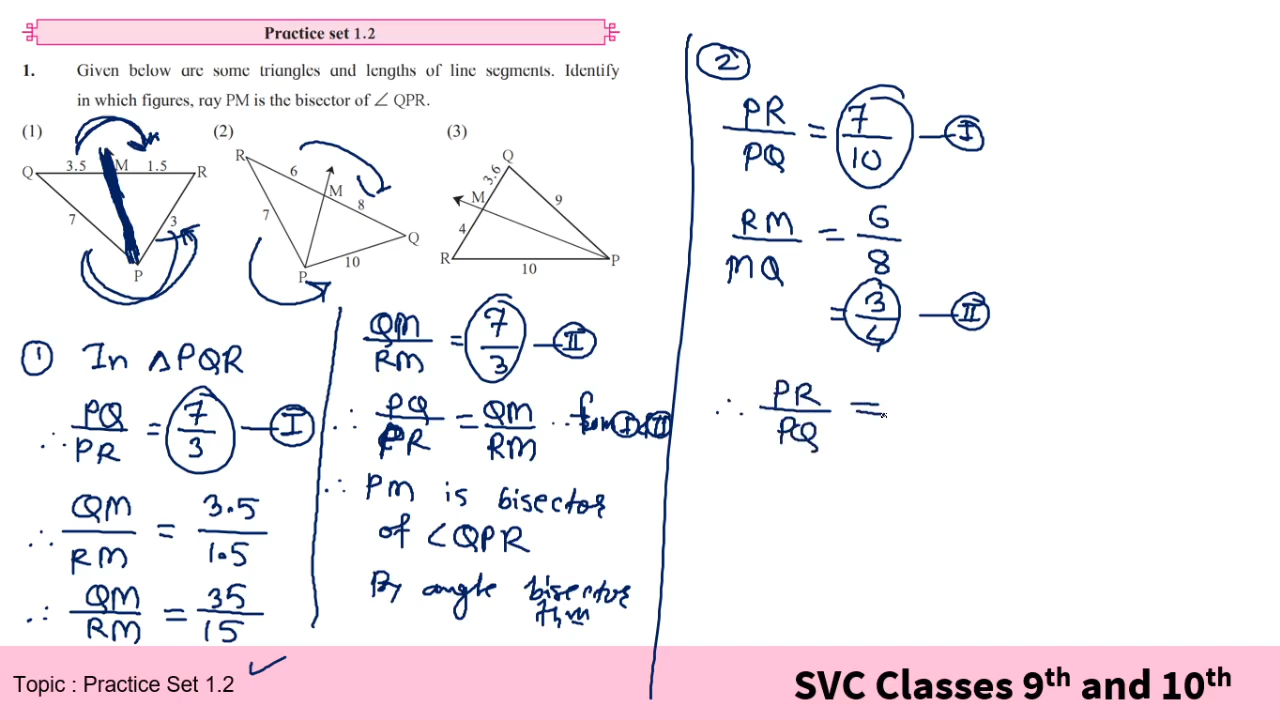 Practice set 1.2
1. Given below are some triangles and lengths of line segments. Identify
in which figures, ray PM is the bisector of ∠ QPR.
(1)
Q 3.5 M 1.5 R
7 3
P
(2)
R
6
M
7 8
Q
P 10
(3)
Q
3.6
M 9
4
R 10 P
① In △PQR
∴ PQ/PR = 7/3 — Ⅰ
∴ QM/RM = 3.5/1.5
∴ QM/RM = 35/15
QM/RM = 7/3 — Ⅱ
∴ PQ/PR = QM/RM .. from Ⅰ & Ⅱ
∴ PM is bisector
of ∠QPR
By angle bisector
thm
②
PR/PQ = 7/10 — Ⅰ
RM/MQ = 6/8
= 3/4 — Ⅱ
∴ PR/PQ =
Topic : Practice Set 1.2
SVC Classes 9th and 10th